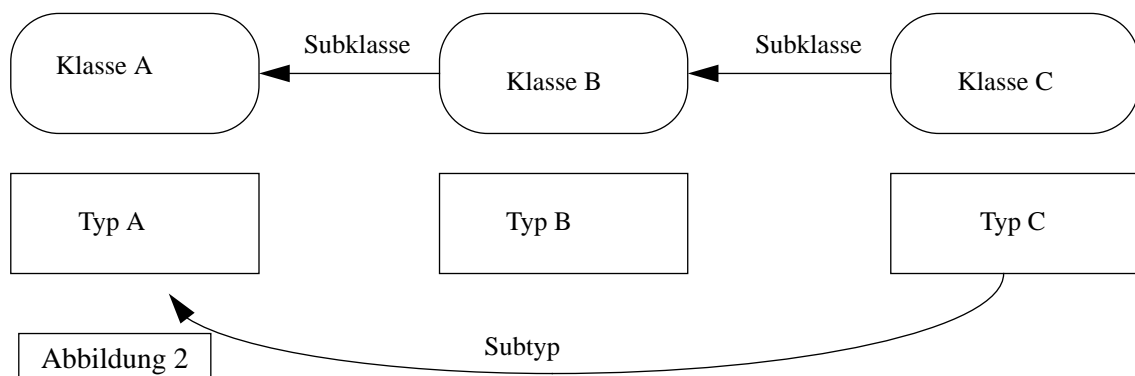 Subklasse Subklasse
Klasse A Klasse B Klasse C
Typ A Typ B Typ C
Subtyp
Abbildung 2